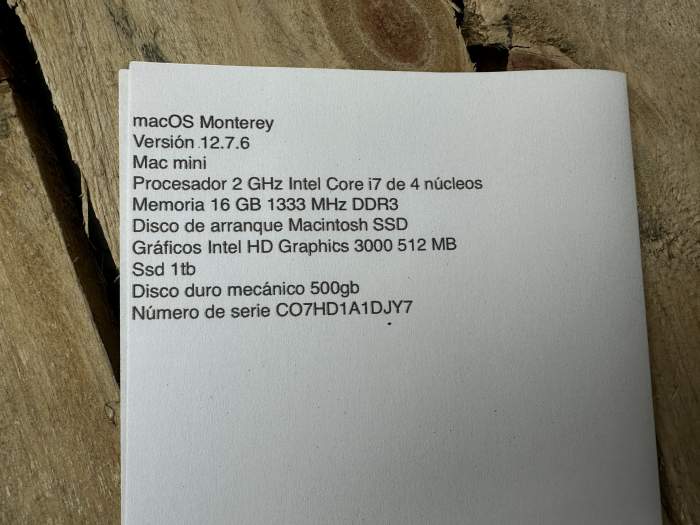 macOS Monterey
Versión 12.7.6
Mac mini
Procesador 2 GHz Intel Core i7 de 4 núcleos
Memoria 16 GB 1333 MHz DDR3
Disco de arranque Macintosh SSD
Gráficos Intel HD Graphics 3000 512 MB
Ssd 1tb
Disco duro mecánico 500gb
Número de serie CO7HD1A1DJY7